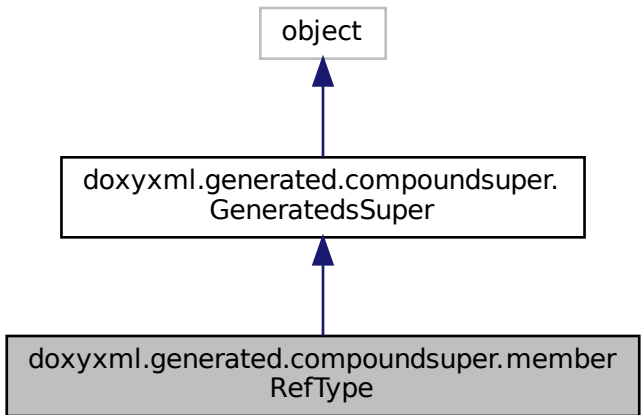 object
doxyxml.generated.compoundsuper.
GeneratedsSuper
doxyxml.generated.compoundsuper.member
RefType